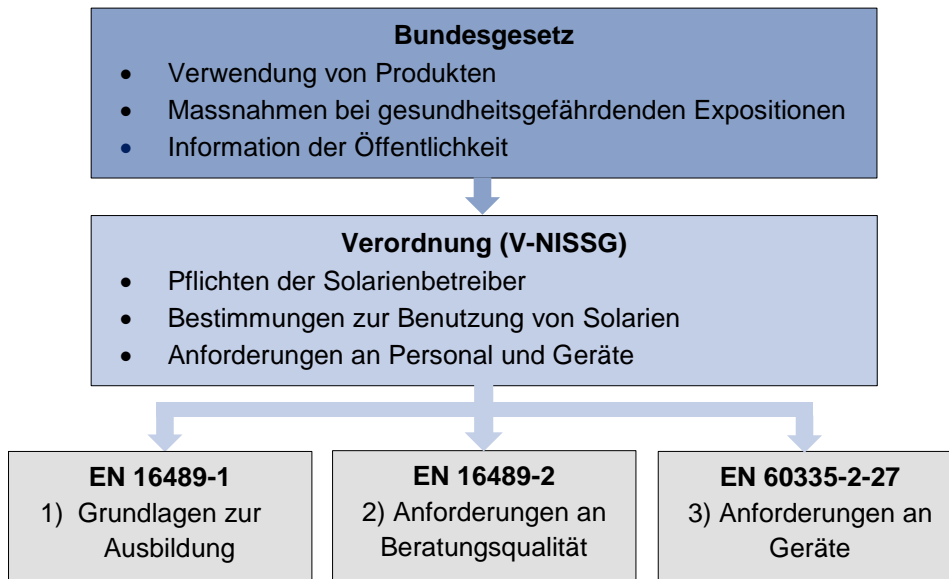 Bundesgesetz
• Verwendung von Produkten
• Massnahmen bei gesundheitsgefährdenden Expositionen
• Information der Öffentlichkeit
Verordnung (V-NISSG)
• Pflichten der Solarienbetreiber
• Bestimmungen zur Benutzung von Solarien
• Anforderungen an Personal und Geräte
EN 16489-1
1) Grundlagen zur
Ausbildung
EN 16489-2
2) Anforderungen an
Beratungsqualität
EN 60335-2-27
3) Anforderungen an
Geräte